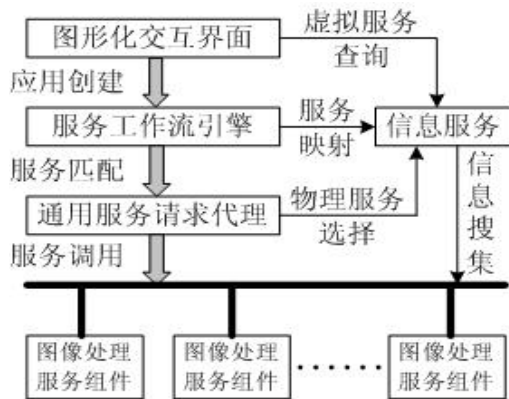 图形化交互界面
虚拟服务
查询
应用创建
服务工作流引擎
服务
映射
信息服务
服务匹配
通用服务请求代理
物理服务
选择
信息搜集
服务调用
图像处理
服务组件
图像处理
服务组件
······
图像处理
服务组件